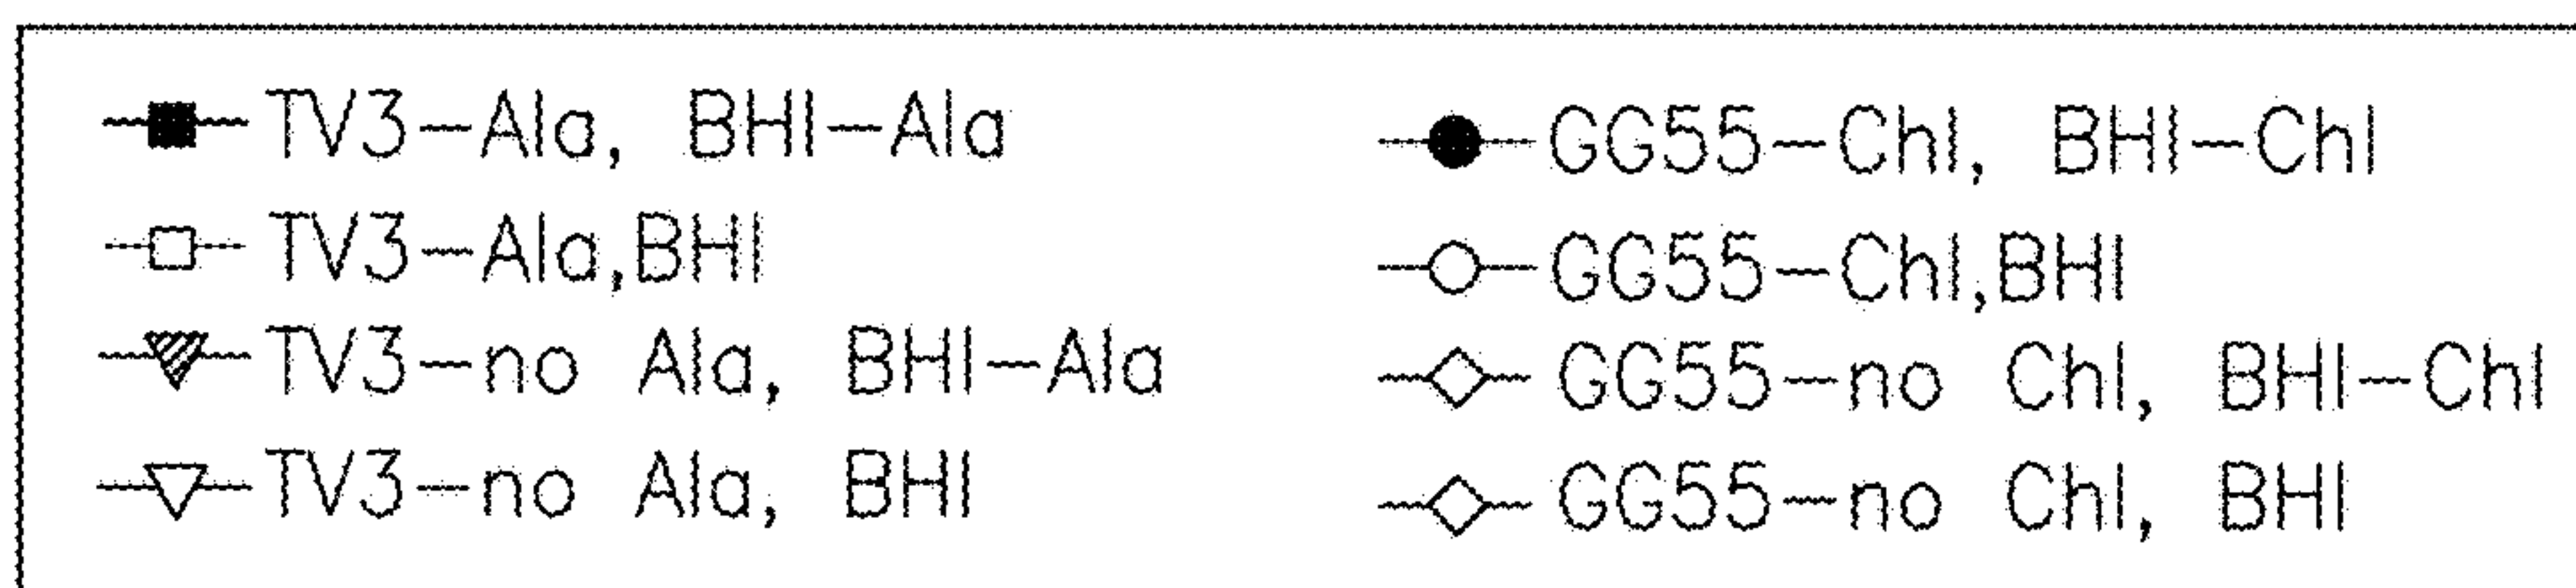 TV3-Ala, BHI-Ala
TV3-Ala,BHI
TV3-no Ala, BHI-Ala
TV3-no Ala, BHI
GG55-Chl, BHI-Chl
GG55-Chl,BHI
GG55-no Chl, BHI-Chl
GG55-no Chl, BHI